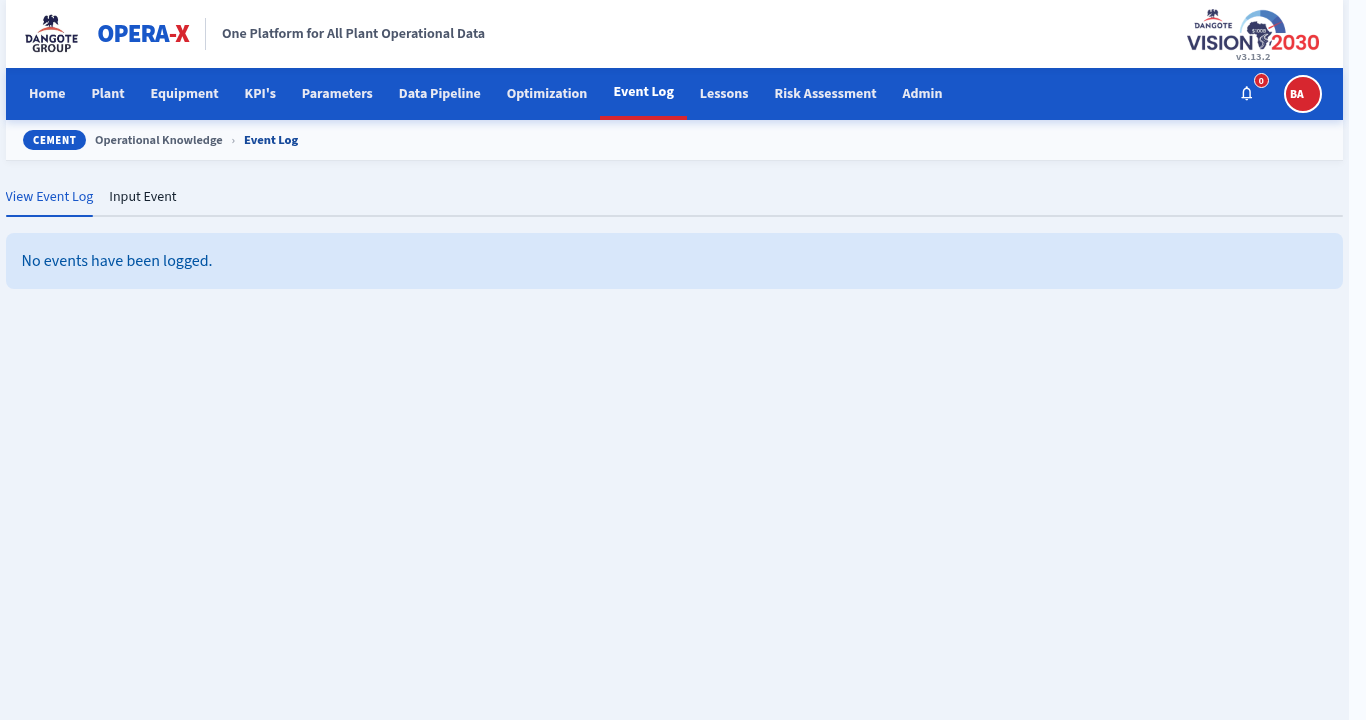 DANGOTE
GROUP
OPERA-X
One Platform for All Plant Operational Data
DANGOTE
$100B
VISION 2030
v3.13.2
Home Plant Equipment KPI's Parameters Data Pipeline Optimization Event Log Lessons Risk Assessment Admin
0
BA
CEMENT Operational Knowledge › Event Log
View Event Log Input Event
No events have been logged.